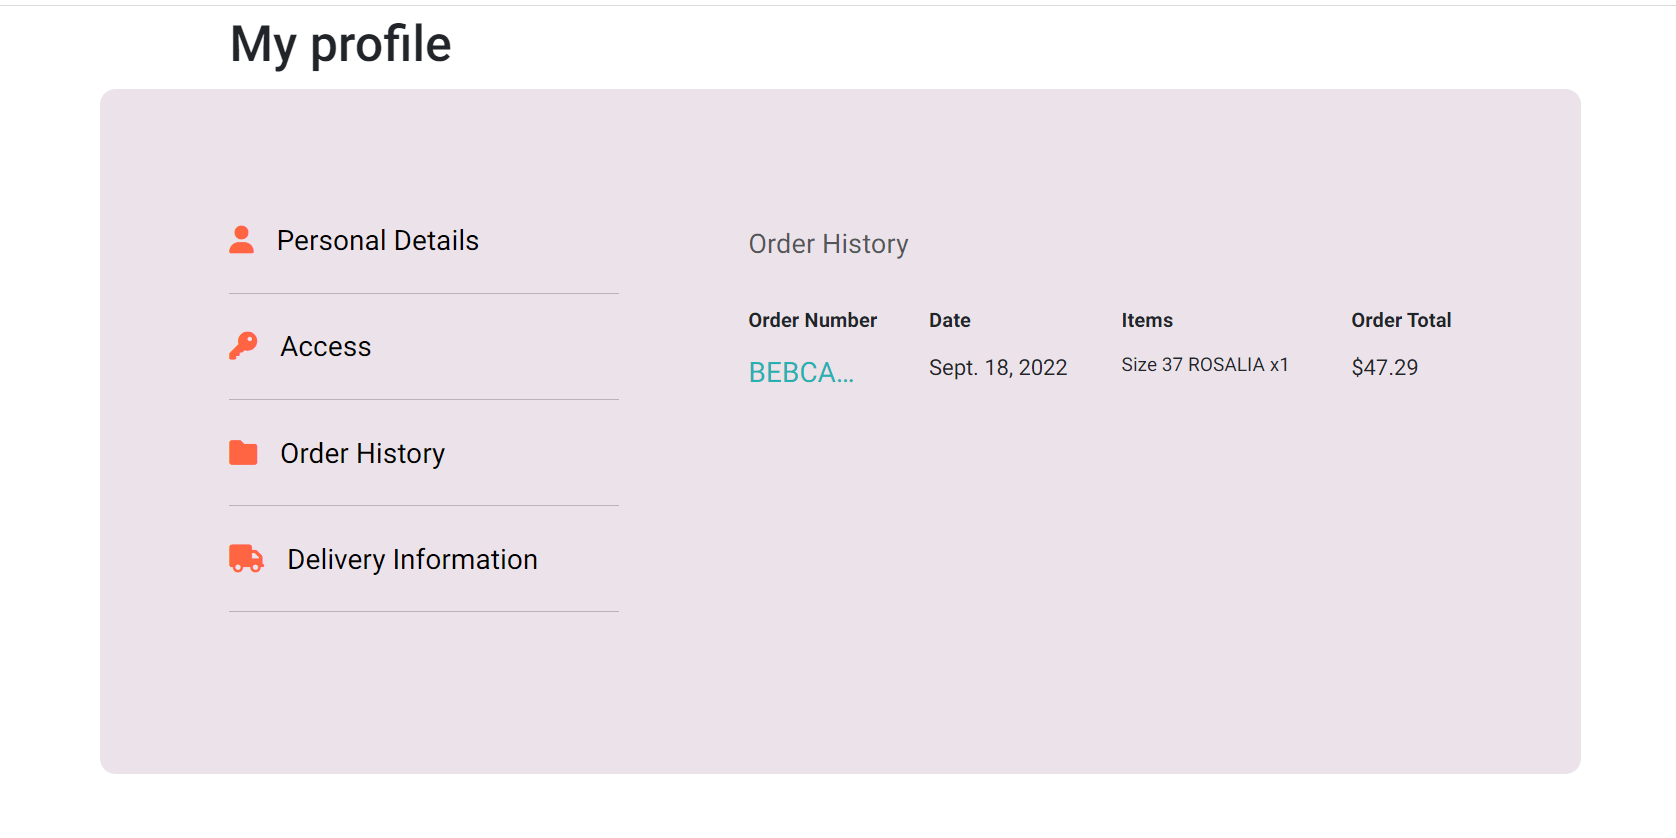 My profile
Personal Details
Access
Order History
Delivery Information
Order History
Order Number Date Items Order Total
BEBCA... Sept. 18, 2022 Size 37 ROSALIA x1 $47.29